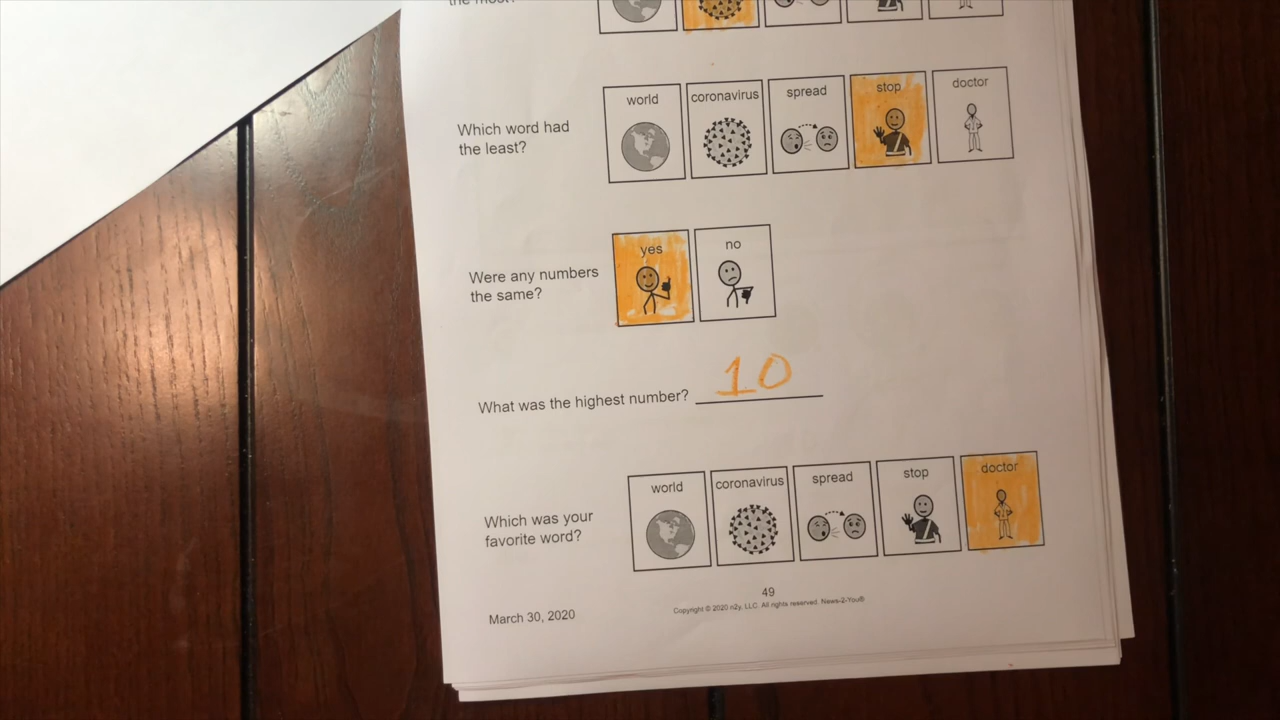 the most?
world coronavirus spread stop doctor
Which word had
the least?
yes no
Were any numbers
the same?
What was the highest number? 10
world coronavirus spread stop doctor
Which was your
favorite word?
49
Copyright © 2020 n2y, LLC. All rights reserved. News-2-You®
March 30, 2020